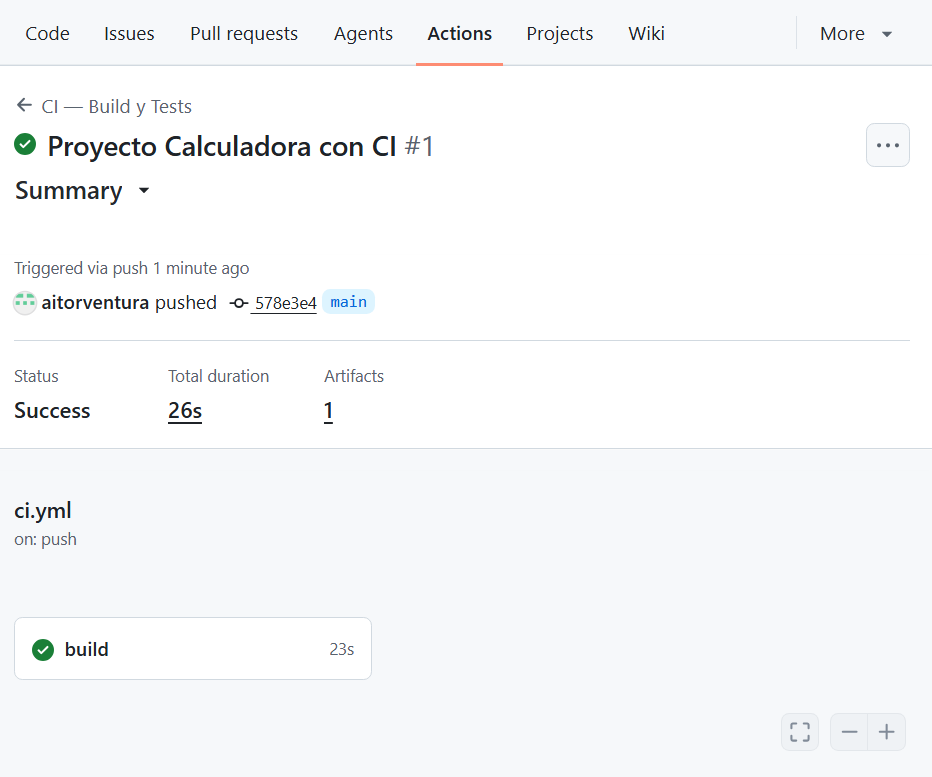 Code Issues Pull requests Agents Actions Projects Wiki More
CI — Build y Tests
Proyecto Calculadora con CI #1
Summary
Triggered via push 1 minute ago
aitorventura pushed 578e3e4 main
Status Total duration Artifacts
Success 26s 1
ci.yml
on: push
build 23s